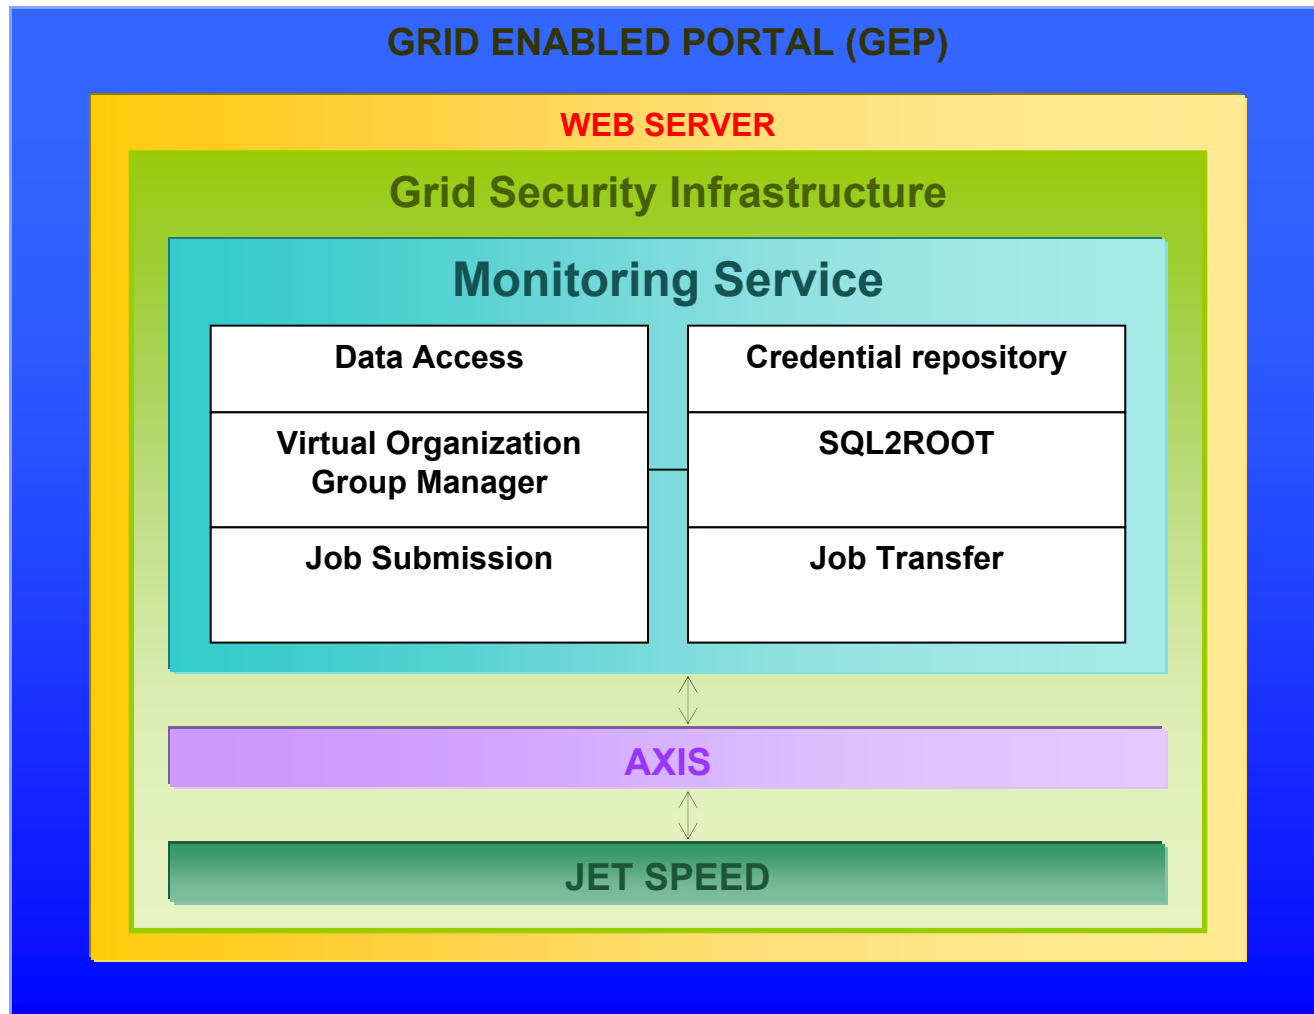 GRID ENABLED PORTAL (GEP)
WEB SERVER
Grid Security Infrastructure
Monitoring Service
Data Access
Virtual Organization
Group Manager
Job Submission
Credential repository
SQL2ROOT
Job Transfer
AXIS
JET SPEED